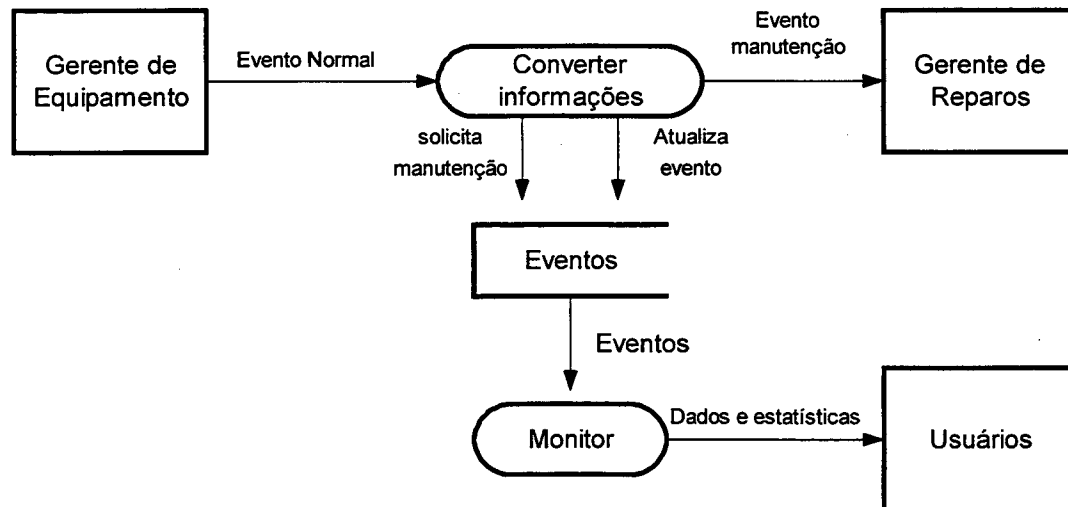 Gerente de
Equipamento
Evento Normal
Converter
informações
Evento
manutenção
Gerente de
Reparos
solicita
manutenção
Atualiza
evento
Eventos
Eventos
Monitor
Dados e estatísticas
Usuários